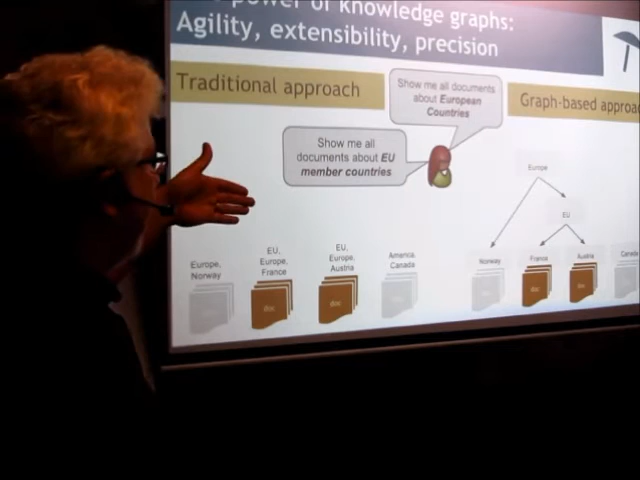 power of knowledge graphs:
Agility, extensibility, precision
Traditional approach
Show me all documents
about European
Countries
Graph-based approa
Show me all
documents about EU
member countries
Europe
EU
Europe,
Norway
EU,
Europe,
France
EU,
Europe,
Austria
America,
Canada
Norway
France
Austria
Canada
doc
doc
doc
doc